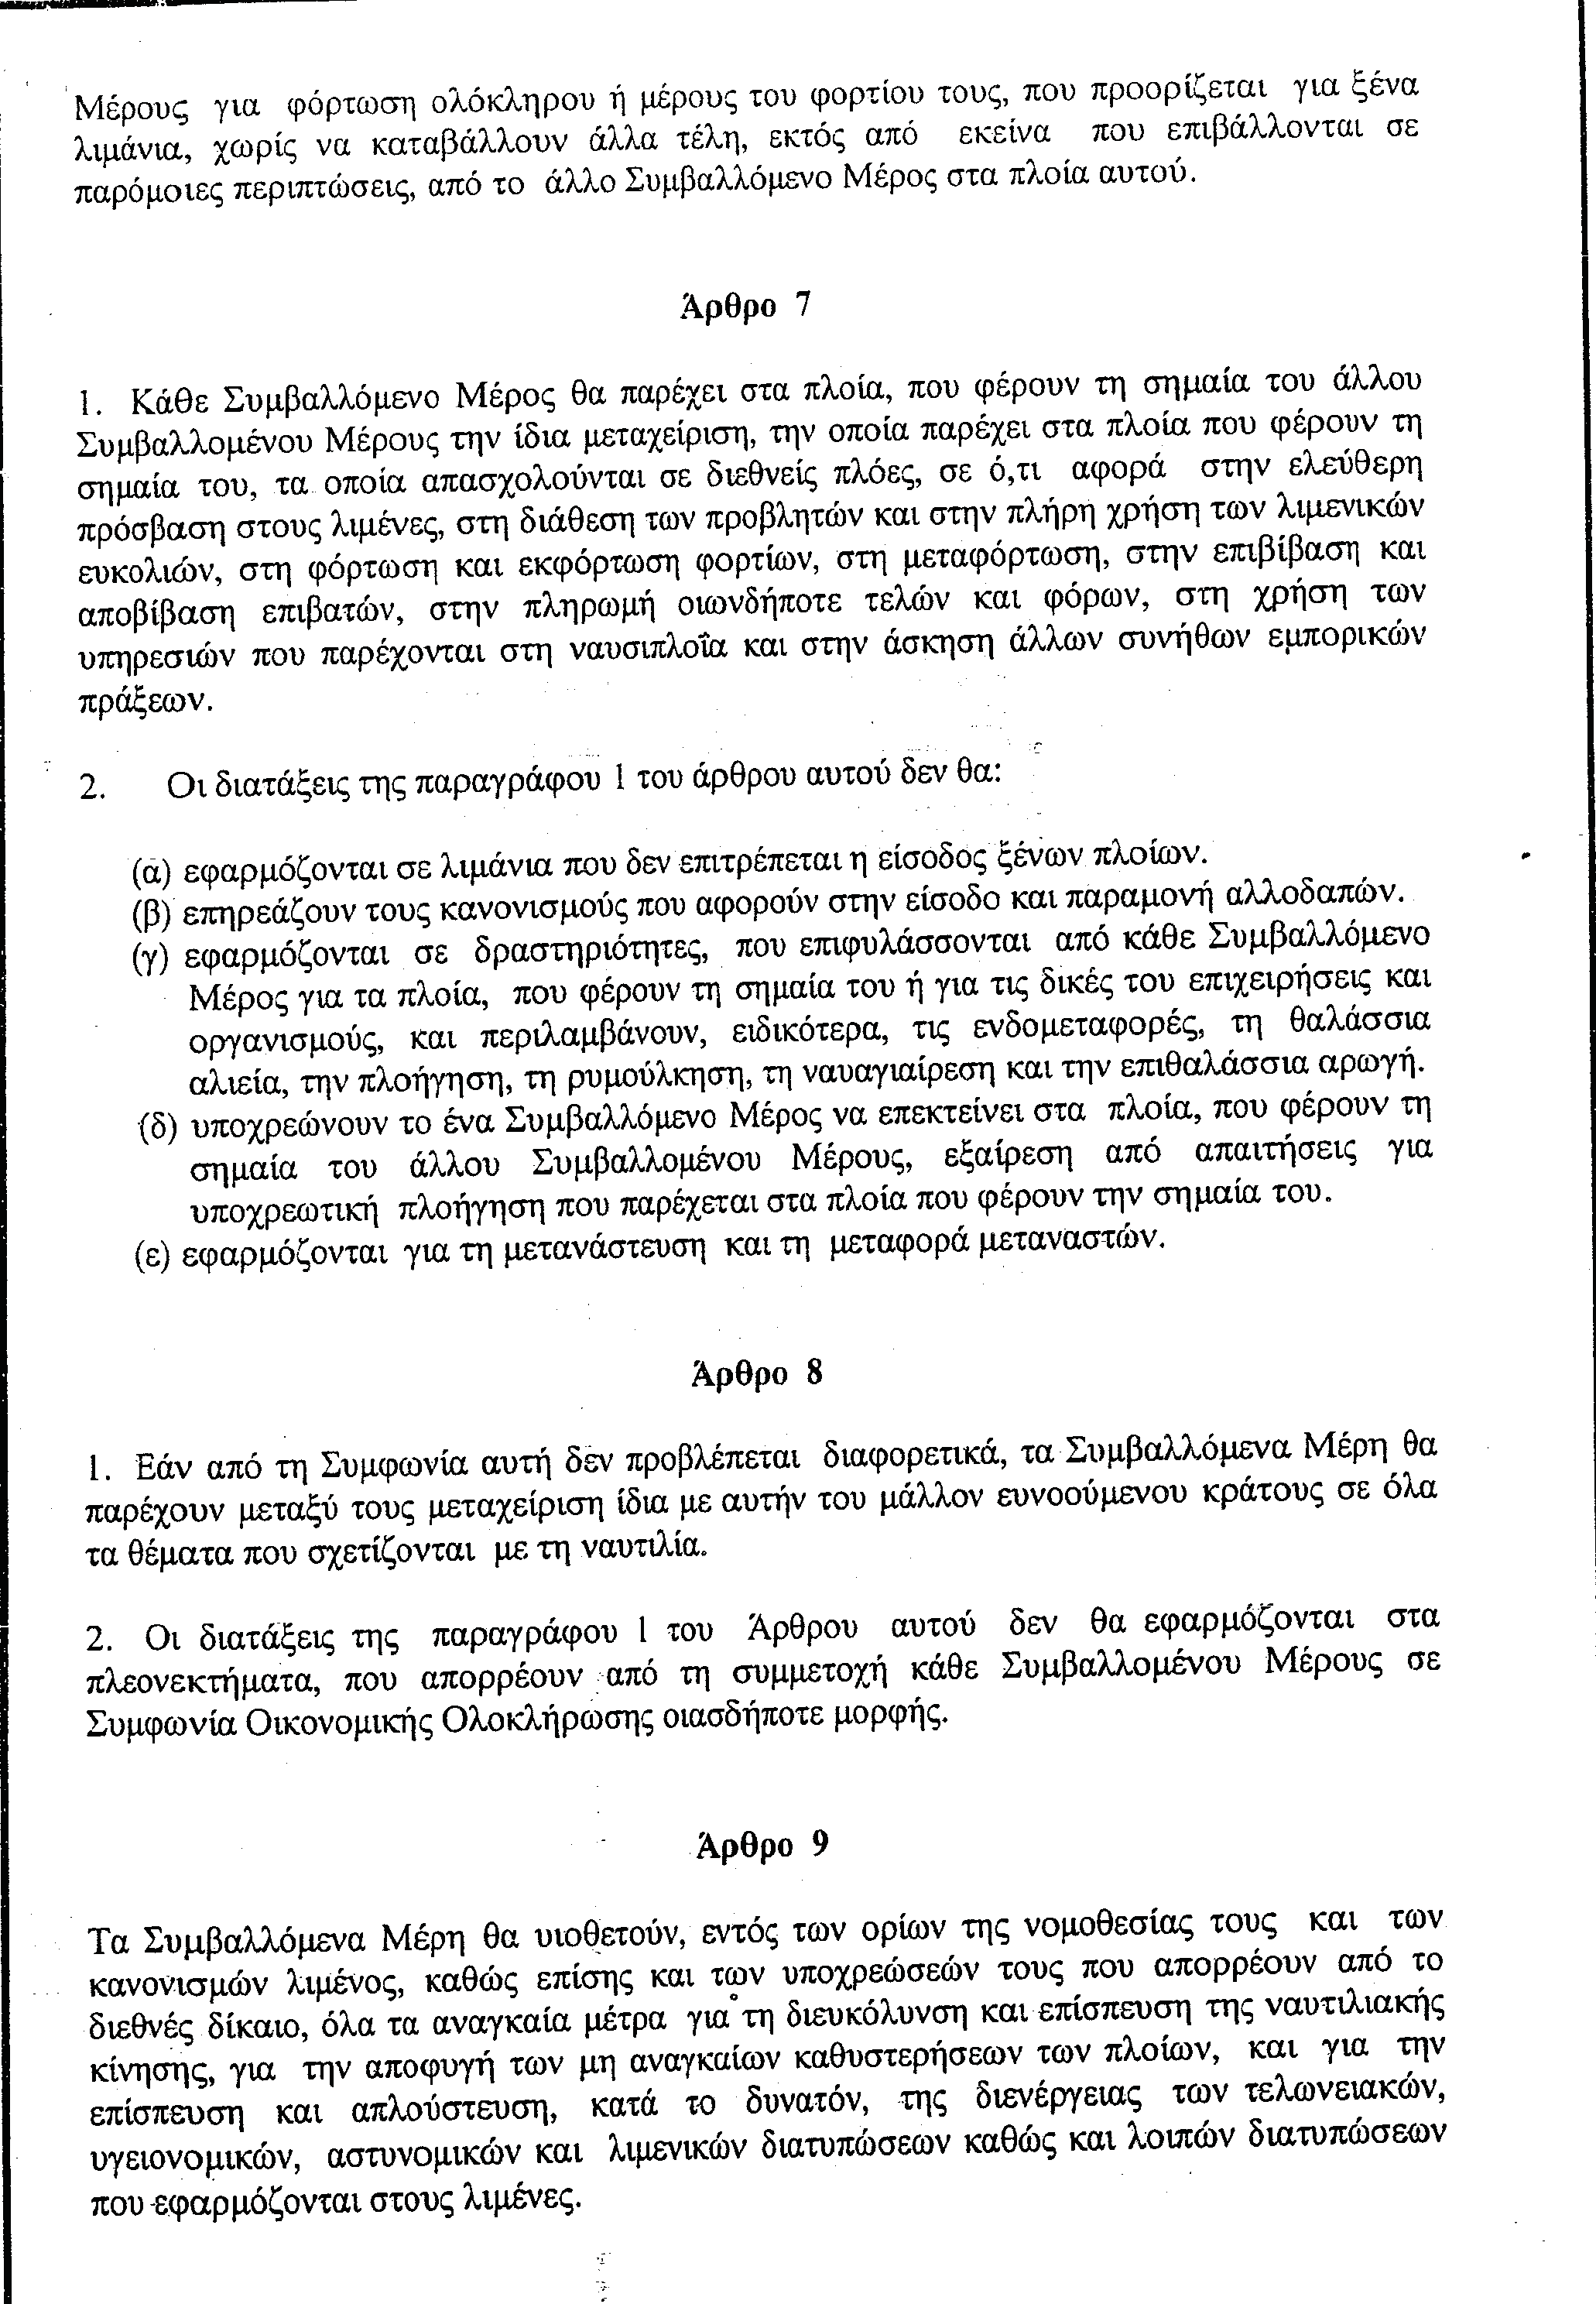 Μέρους για φόρτωση ολόκληρου ή μέρους του φορτίου τους, που προορίζεται για ξένα
λιμάνια, χωρίς να καταβάλλουν άλλα τέλη, εκτός από εκείνα που επιβάλλονται σε
παρόμοιες περιπτώσεις, από το άλλο Συμβαλλόμενο Μέρος στα πλοία αυτού.
Άρθρο 7
1. Κάθε Συμβαλλόμενο Μέρος θα παρέχει στα πλοία, που φέρουν τη σημαία του άλλου
Συμβαλλομένου Μέρους την ίδια μεταχείριση, την οποία παρέχει στα πλοία που φέρουν τη
σημαία του, τα οποία απασχολούνται σε διεθνείς πλόες, σε ό,τι αφορά στην ελεύθερη
πρόσβαση στους λιμένες, στη διάθεση των προβλητών και στην πλήρη χρήση των λιμενικών
ευκολιών, στη φόρτωση και εκφόρτωση φορτίων, στη μεταφόρτωση, στην επιβίβαση και
αποβίβαση επιβατών, στην πληρωμή οιωνδήποτε τελών και φόρων, στη χρήση των
υπηρεσιών που παρέχονται στη ναυσιπλοΐα και στην άσκηση άλλων συνήθων εμπορικών
πράξεων.
2. Οι διατάξεις της παραγράφου 1 του άρθρου αυτού δεν θα:
(α) εφαρμόζονται σε λιμάνια που δεν επιτρέπεται η είσοδος ξένων πλοίων.
(β) επηρεάζουν τους κανονισμούς που αφορούν στην είσοδο και παραμονή αλλοδαπών.
(γ) εφαρμόζονται σε δραστηριότητες, που επιφυλάσσονται από κάθε Συμβαλλόμενο
Μέρος για τα πλοία, που φέρουν τη σημαία του ή για τις δικές του επιχειρήσεις και
οργανισμούς, και περιλαμβάνουν, ειδικότερα, τις ενδομεταφορές, τη θαλάσσια
αλιεία, την πλοήγηση, τη ρυμούλκηση, τη ναυαγιαίρεση και την επιθαλάσσια αρωγή.
(δ) υποχρεώνουν το ένα Συμβαλλόμενο Μέρος να επεκτείνει στα πλοία, που φέρουν τη
σημαία του άλλου Συμβαλλομένου Μέρους, εξαίρεση από απαιτήσεις για
υποχρεωτική πλοήγηση που παρέχεται στα πλοία που φέρουν την σημαία του.
(ε) εφαρμόζονται για τη μετανάστευση και τη μεταφορά μεταναστών.
Άρθρο 8
1. Εάν από τη Συμφωνία αυτή δεν προβλέπεται διαφορετικά, τα Συμβαλλόμενα Μέρη θα
παρέχουν μεταξύ τους μεταχείριση ίδια με αυτήν του μάλλον ευνοούμενου κράτους σε όλα
τα θέματα που σχετίζονται με τη ναυτιλία.
2. Οι διατάξεις της παραγράφου 1 του Άρθρου αυτού δεν θα εφαρμόζονται στα
πλεονεκτήματα, που απορρέουν από τη συμμετοχή κάθε Συμβαλλομένου Μέρους σε
Συμφωνία Οικονομικής Ολοκλήρωσης οιασδήποτε μορφής.
Άρθρο 9
Τα Συμβαλλόμενα Μέρη θα υιοθετούν, εντός των ορίων της νομοθεσίας τους και των
κανονισμών λιμένος, καθώς επίσης και των υποχρεώσεών τους που απορρέουν από το
διεθνές δίκαιο, όλα τα αναγκαία μέτρα για τη διευκόλυνση και επίσπευση της ναυτιλιακής
κίνησης, για την αποφυγή των μη αναγκαίων καθυστερήσεων των πλοίων, και για την
επίσπευση και απλούστευση, κατά το δυνατόν, της διενέργειας των τελωνειακών,
υγειονομικών, αστυνομικών και λιμενικών διατυπώσεων καθώς και λοιπών διατυπώσεων
που εφαρμόζονται στους λιμένες.